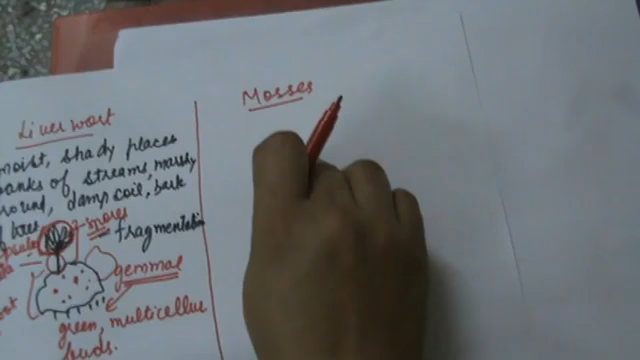 Mosses
Liverwort
moist, shady places
banks of streams, marshy
ground, damp soil, bark
of trees
fragmentation
gemmae
green, multicellular
buds.